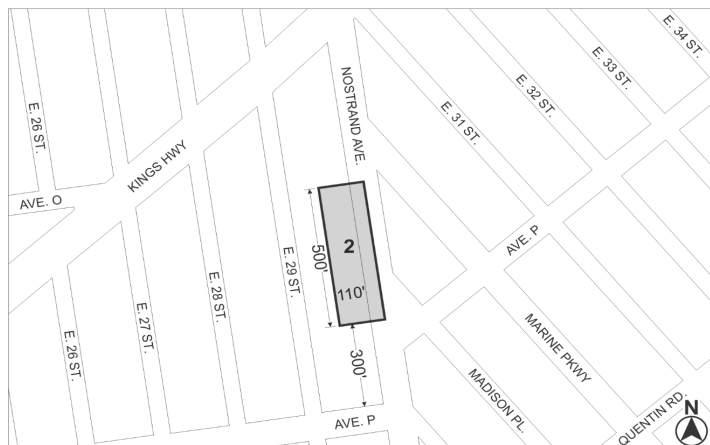 E. 34 ST.
E. 33 ST.
E. 32 ST.
E. 31 ST.
NOSTRAND AVE.
E. 26 ST.
KINGS HWY
AVE. O
AVE. P
2
500'
110'
E. 29 ST.
E. 28 ST.
E. 27 ST.
E. 26 ST.
300'
MARINE PKWY
MADISON PL.
QUENTIN RD.
AVE. P
N